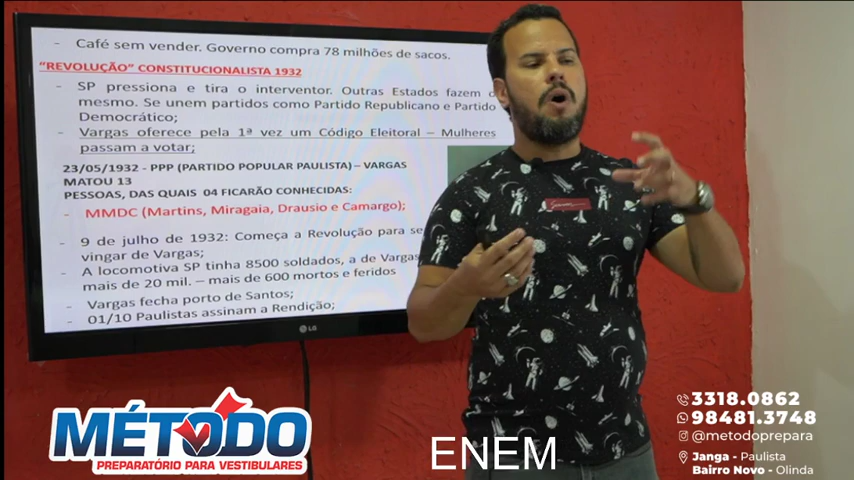 - Café sem vender. Governo compra 78 milhões de sacos.
"REVOLUÇÃO" CONSTITUCIONALISTA 1932
- SP pressiona e tira o interventor. Outras Estados fazem o
mesmo. Se unem partidos como Partido Republicano e Partido
Democrático;
- Vargas oferece pela 1ª vez um Código Eleitoral – Mulheres
passam a votar;
23/05/1932 - PPP (PARTIDO POPULAR PAULISTA) – VARGAS
MATOU 13
PESSOAS, DAS QUAIS 04 FICARÃO CONHECIDAS:
- MMDC (Martins, Miragaia, Drausio e Camargo);
- 9 de julho de 1932: Começa a Revolução para se
vingar de Vargas;
- A locomotiva SP tinha 8500 soldados, a de Vargas
mais de 20 mil. – mais de 600 mortos e feridos
- Vargas fecha porto de Santos;
- 01/10 Paulistas assinam a Rendição;
LG
MÉTODO
PREPARATÓRIO PARA VESTIBULARES
ENEM
3318.0862
98481.3748
@metodoprepara
Janga - Paulista
Bairro Novo - Olinda